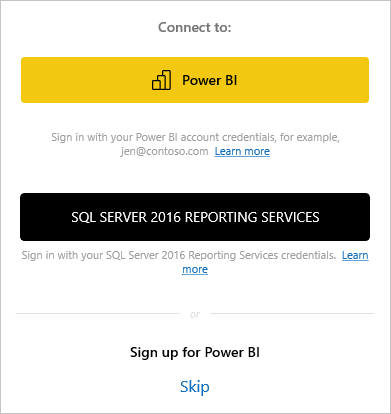 Connect to:
Power BI
Sign in with your Power BI account credentials, for example,
jen@contoso.com Learn more
SQL SERVER 2016 REPORTING SERVICES
Sign in with your SQL Server 2016 Reporting Services credentials. Learn
more
or
Sign up for Power BI
Skip